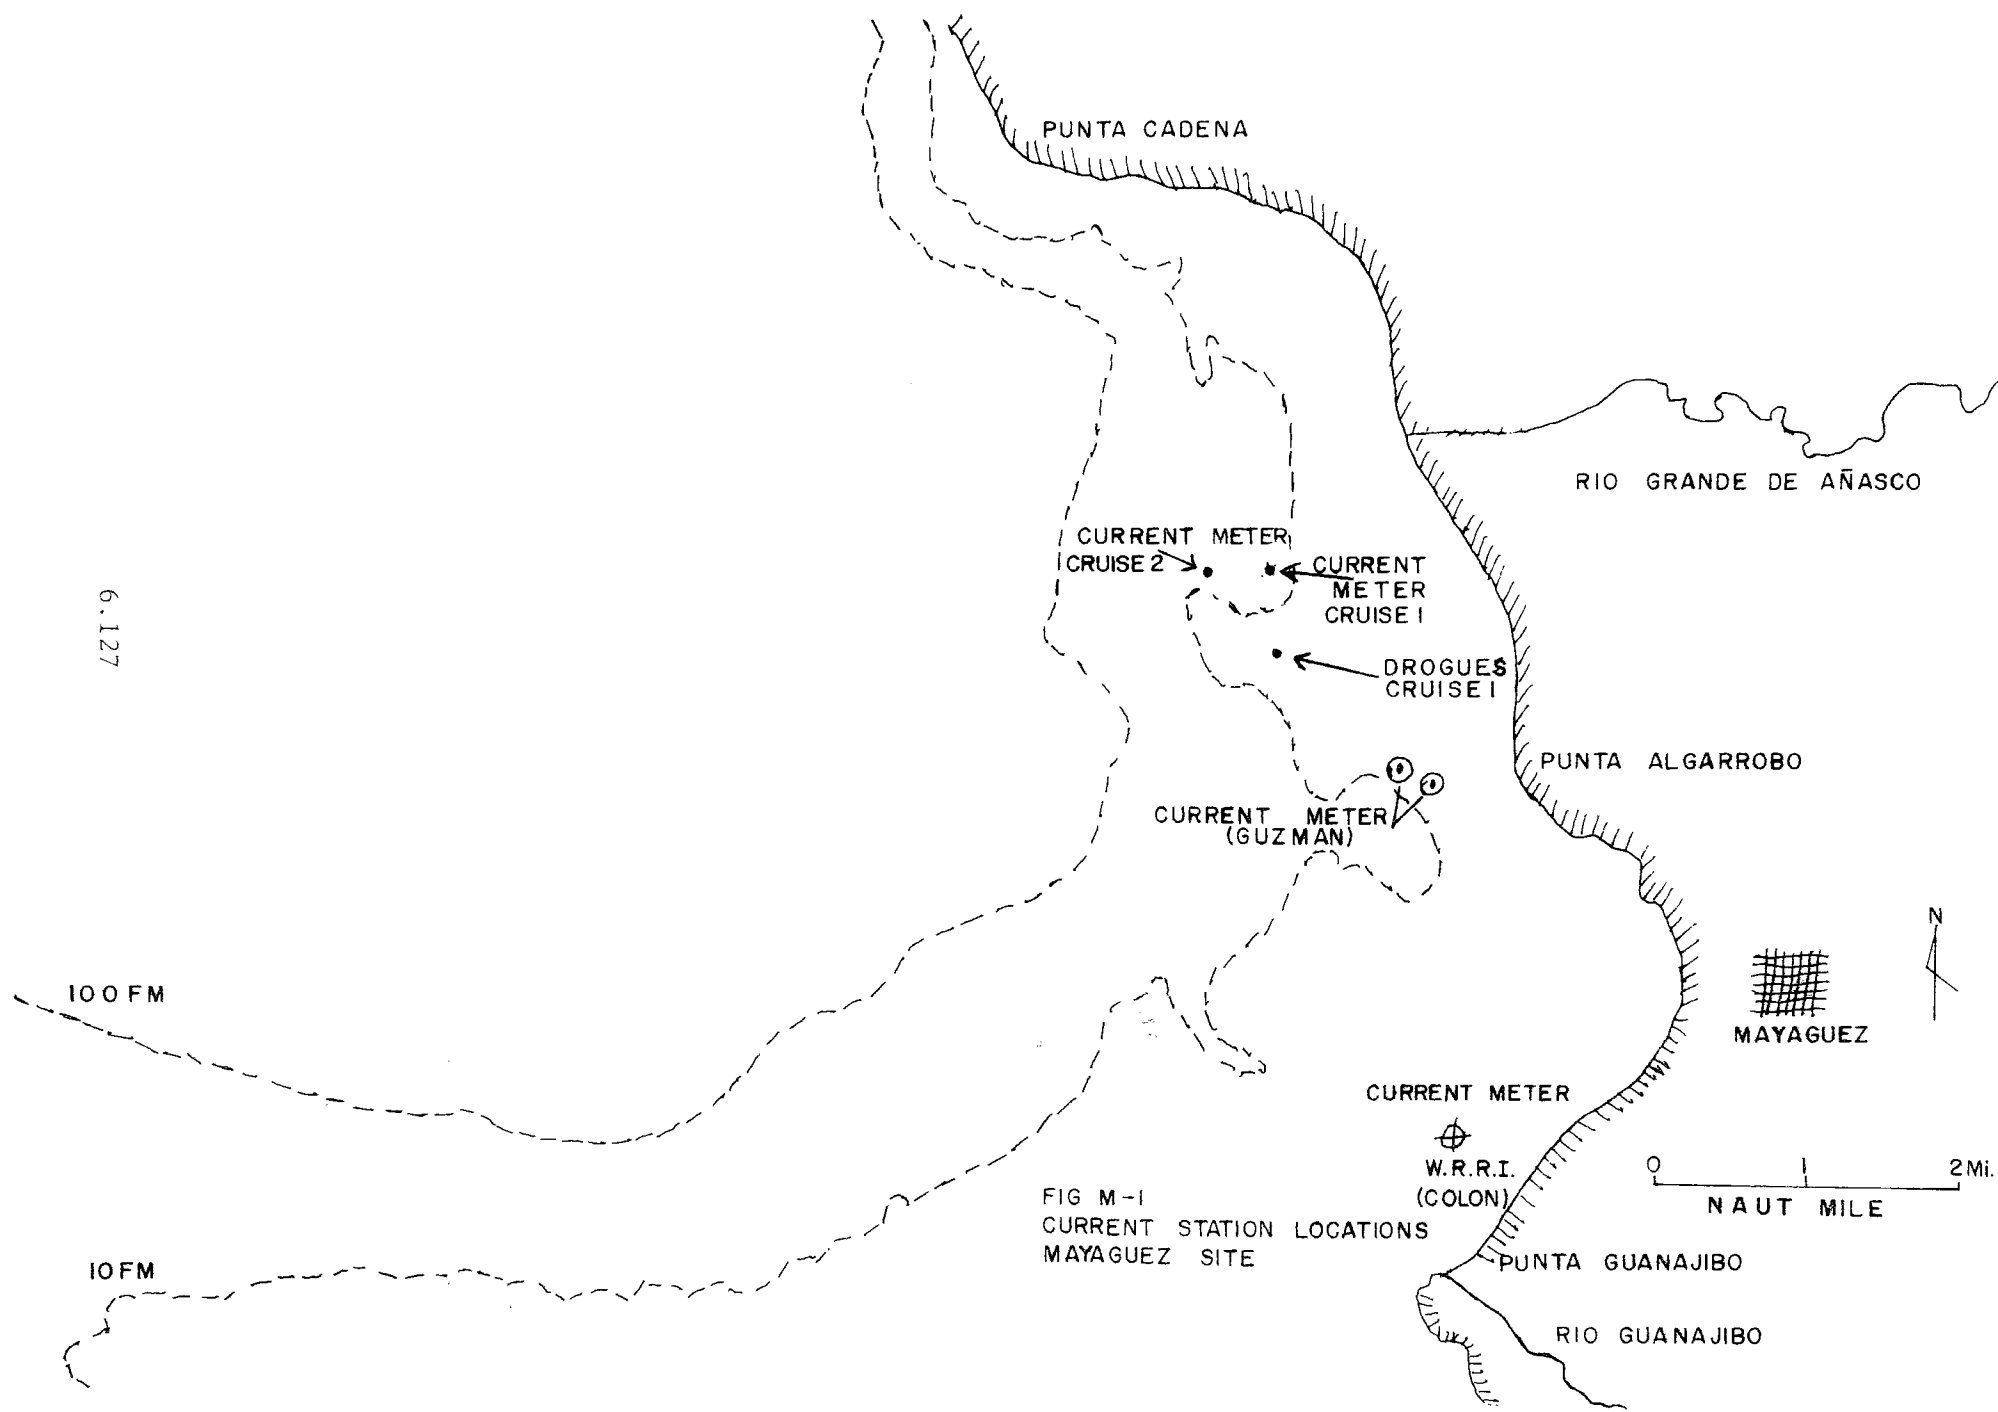 PUNTA CADENA
RIO GRANDE DE AÑASCO
CURRENT METER
CRUISE 2
CURRENT
METER
CRUISE 1
6.127
DROGUES
CRUISE 1
PUNTA ALGARROBO
CURRENT METER
(GUZMAN)
N
100 FM
MAYAGUEZ
CURRENT METER
W.R.R.I.
(COLON)
0 1 2 Mi.
NAUT MILE
FIG M-1
CURRENT STATION LOCATIONS
MAYAGUEZ SITE
PUNTA GUANAJIBO
10 FM
RIO GUANAJIBO